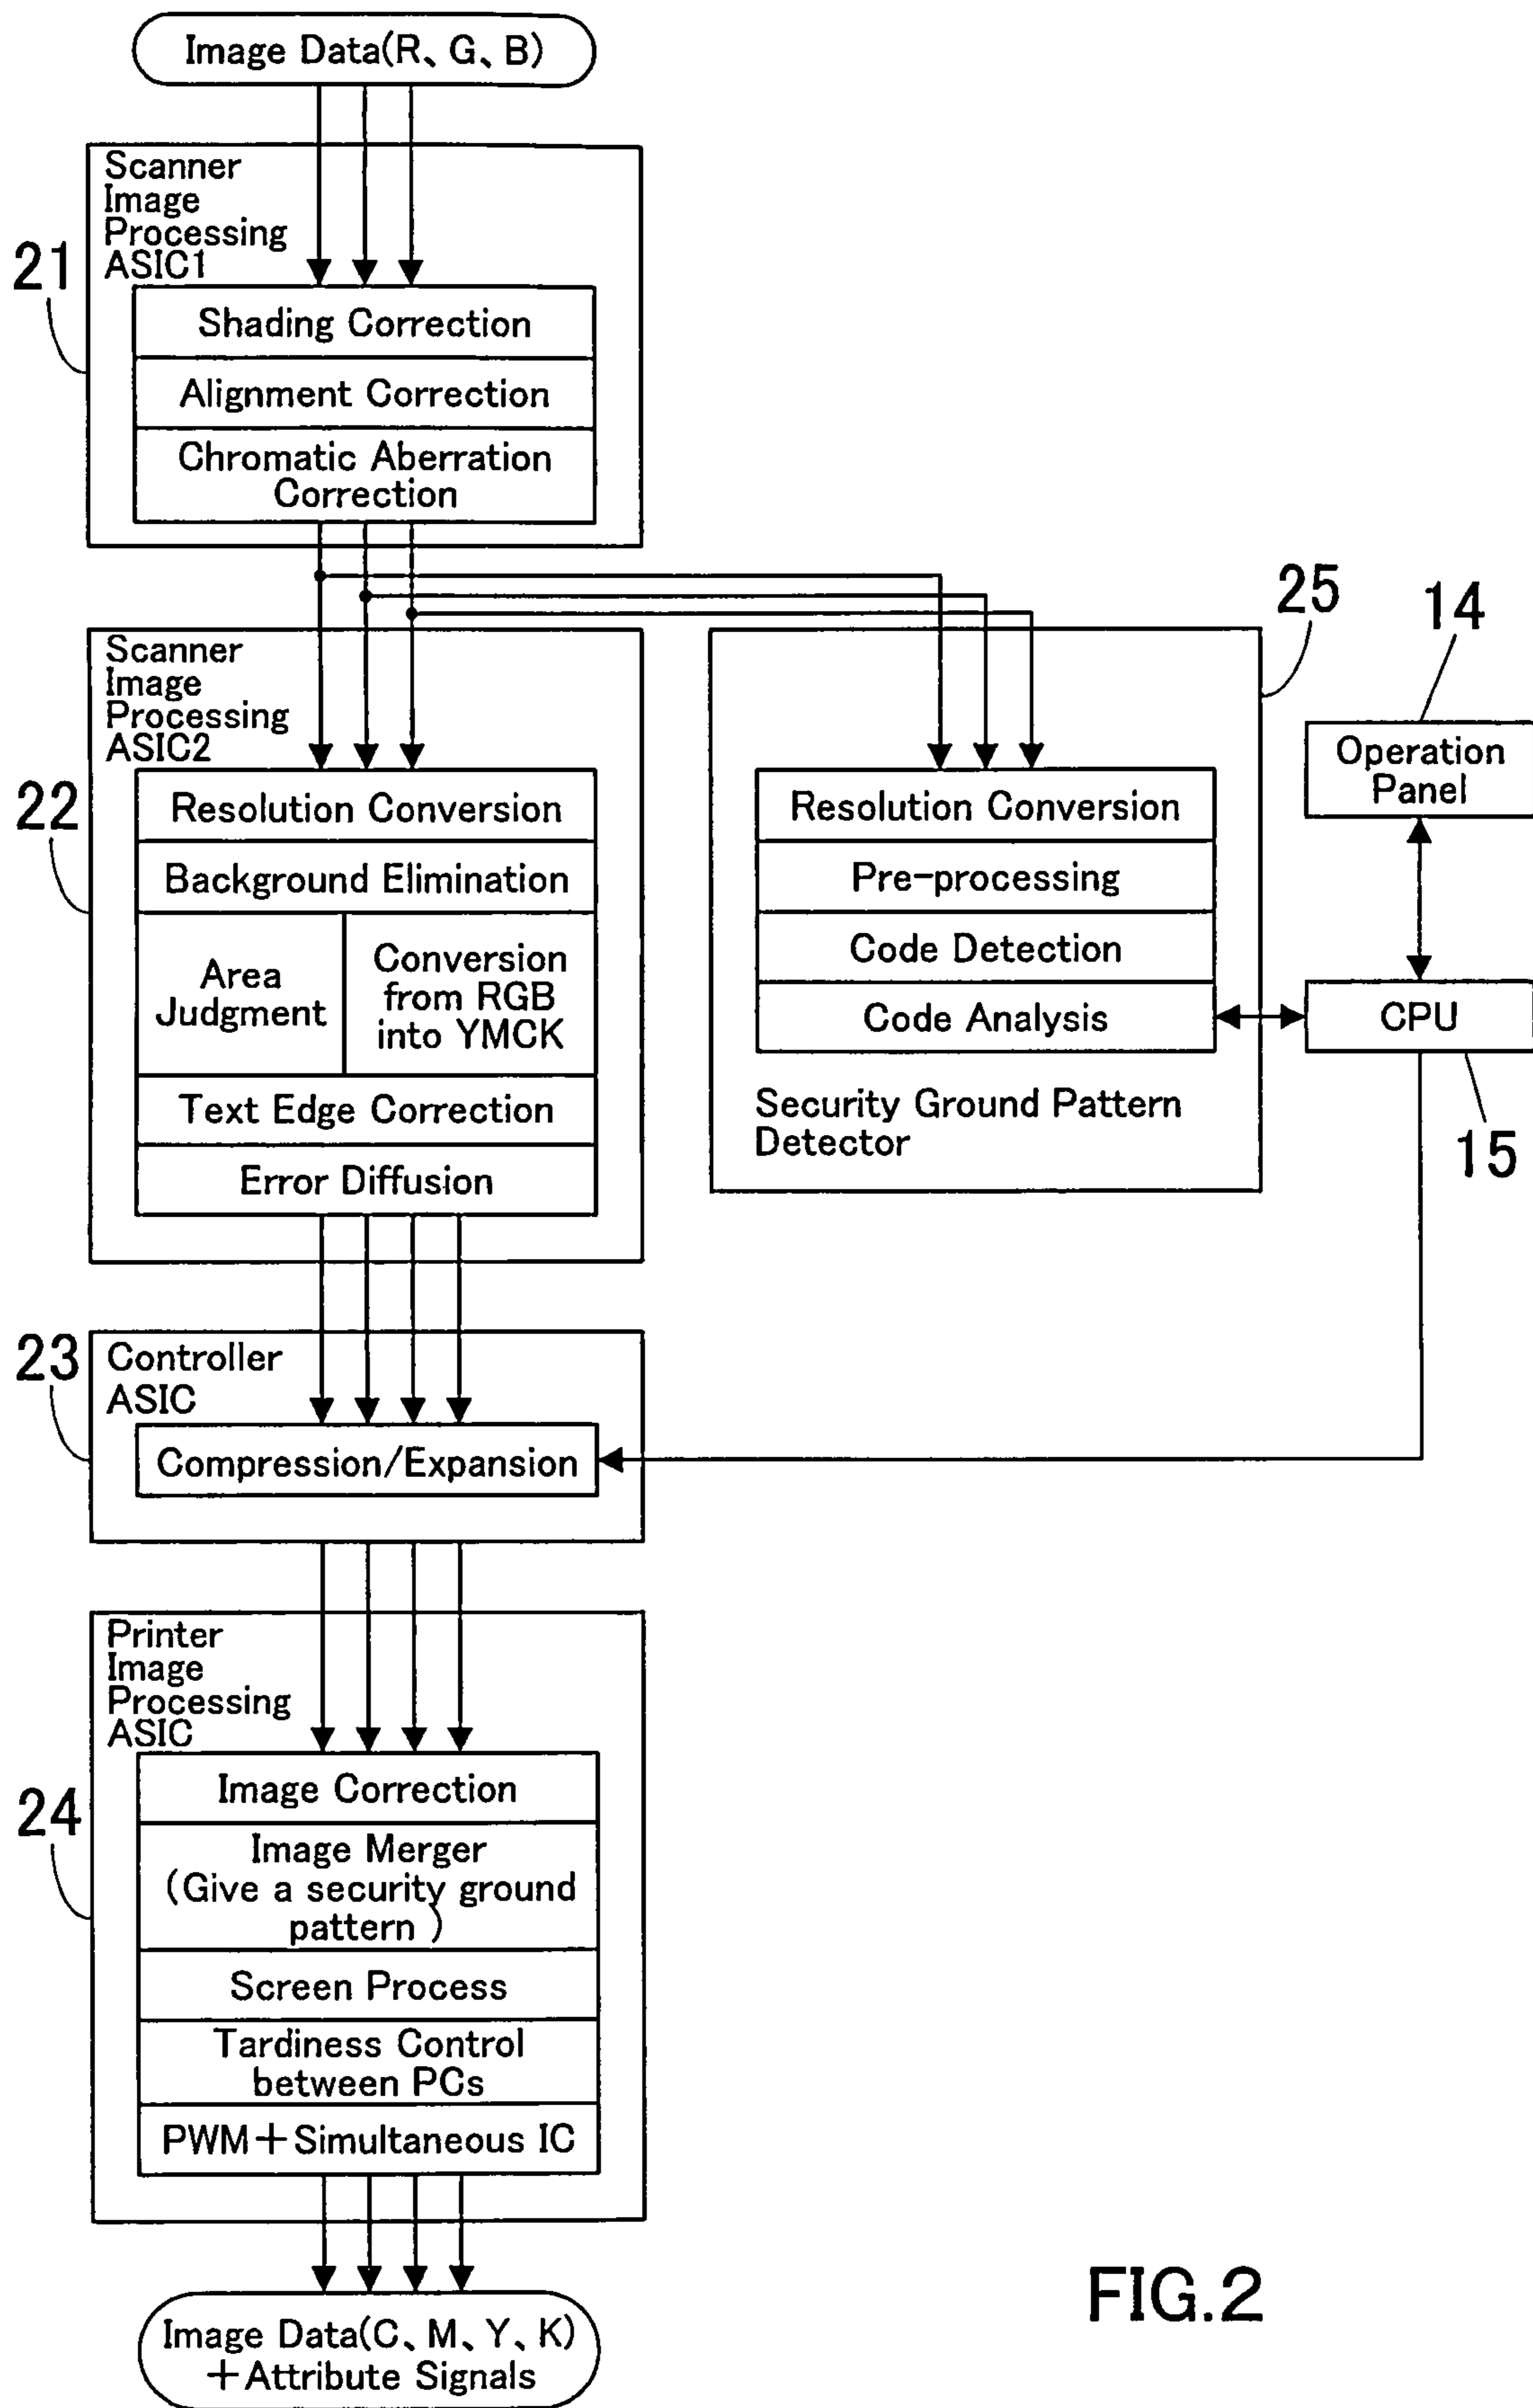 Image Data(R、G、B)
Scanner
Image
Processing
ASIC1
21
Shading Correction
Alignment Correction
Chromatic Aberration
Correction
25
14
Scanner
Image
Processing
ASIC2
22
Resolution Conversion
Background Elimination
Area
Judgment
Conversion
from RGB
into YMCK
Text Edge Correction
Error Diffusion
Resolution Conversion
Pre-processing
Code Detection
Code Analysis
Security Ground Pattern
Detector
Operation
Panel
CPU
15
23
Controller
ASIC
Compression/Expansion
Printer
Image
Processing
ASIC
24
Image Correction
Image Merger
(Give a security ground
pattern )
Screen Process
Tardiness Control
between PCs
PWM+Simultaneous IC
Image Data(C、M、Y、K)
+Attribute Signals
FIG.2